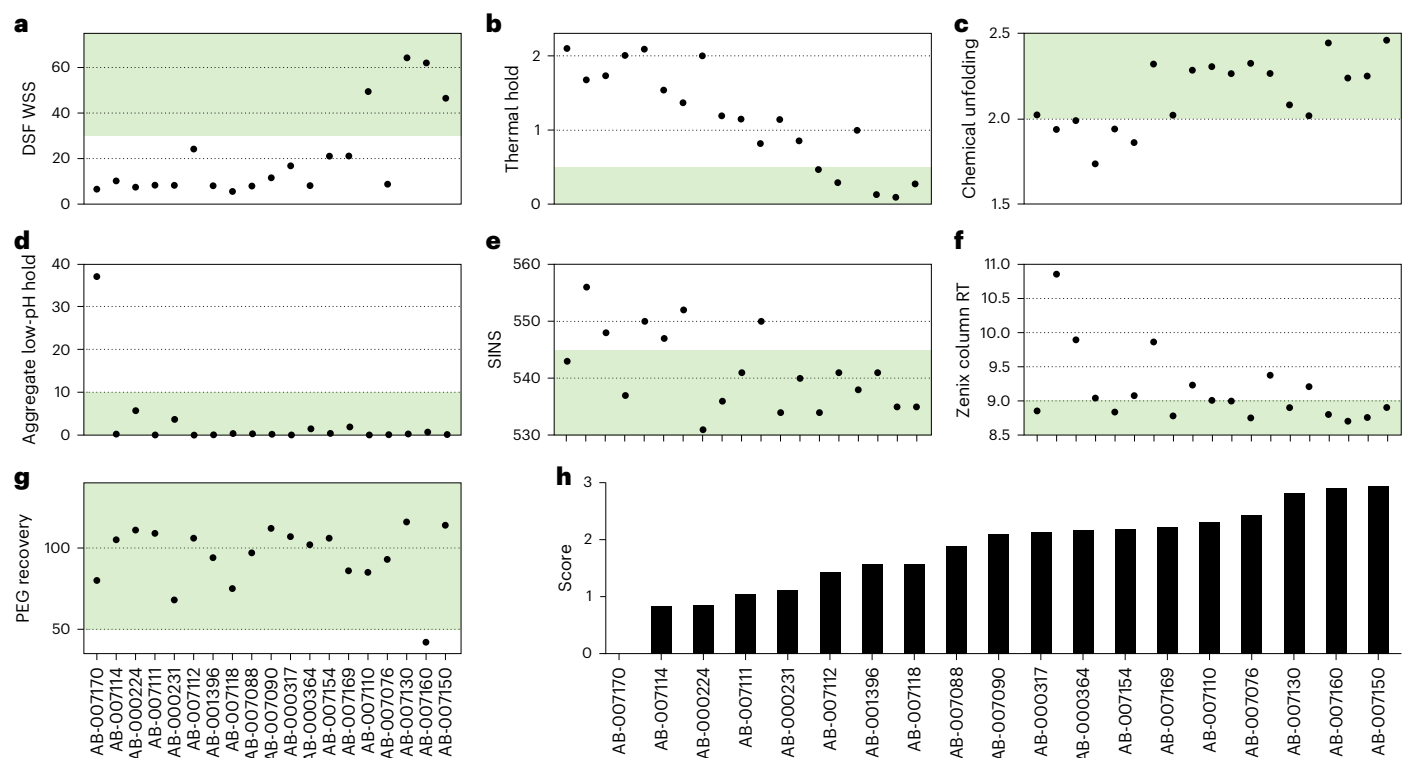 a
DSF WSS
60
40
20
0
b
Thermal hold
2
1
0
c
Chemical unfolding
2.5
2.0
1.5
d
Aggregate low-pH hold
40
30
20
10
0
e
SINS
560
550
540
530
f
Zenix column RT
11.0
10.5
10.0
9.5
9.0
8.5
g
PEG recovery
100
50
AB-007170
AB-007114
AB-000224
AB-007111
AB-000231
AB-007112
AB-001396
AB-007118
AB-007088
AB-007090
AB-000317
AB-000364
AB-007154
AB-007169
AB-007110
AB-007076
AB-007130
AB-007160
AB-007150
h
Score
3
2
1
0
AB-007170
AB-007114
AB-000224
AB-007111
AB-000231
AB-007112
AB-001396
AB-007118
AB-007088
AB-007090
AB-000317
AB-000364
AB-007154
AB-007169
AB-007110
AB-007076
AB-007130
AB-007160
AB-007150